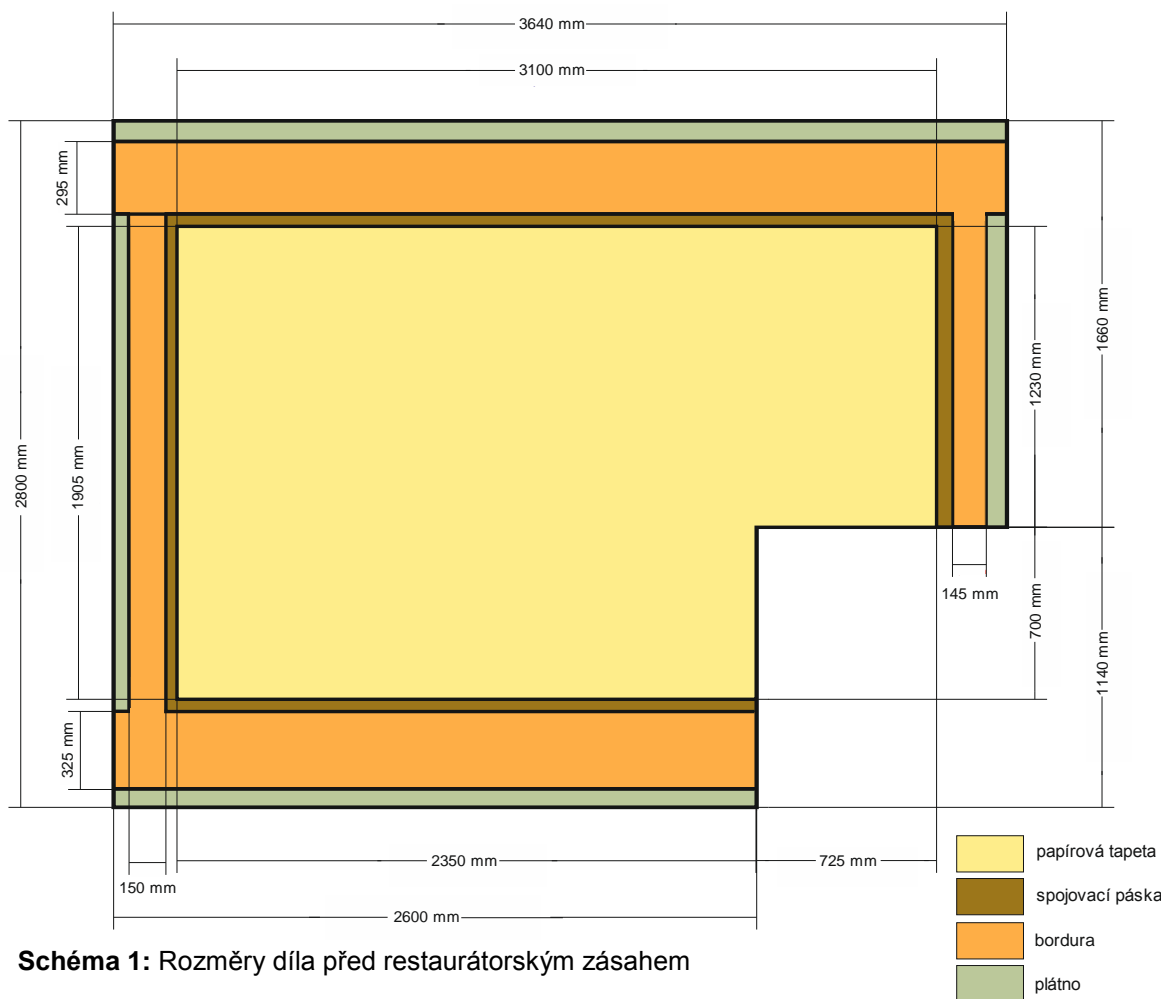 3640 mm
3100 mm
295 mm
2800 mm
1905 mm
1660 mm
1230 mm
145 mm
700 mm
1140 mm
325 mm
150 mm
2350 mm
725 mm
2600 mm
papírová tapeta
spojovací páska
bordura
plátno
Schéma 1: Rozměry díla před restaurátorským zásahem